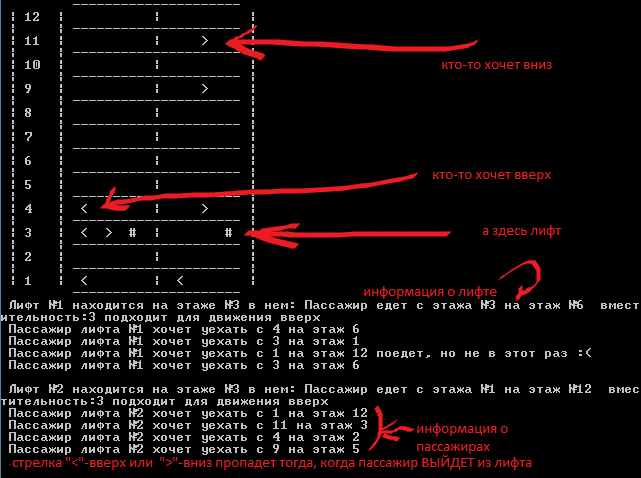 12
11 >
кто-то хочет вниз
10
9 >
8
7
6
5
кто-то хочет вверх
4 < >
3 < > # #
а здесь лифт
2
1 < <
информация о лифте
Лифт №1 находится на этаже №3 в нем: Пассажир едет с этажа №3 на этаж №6 вмест
ительность:3 подходит для движения вверх
Пассажир лифта №1 хочет уехать с 4 на этаж 6
Пассажир лифта №1 хочет уехать с 3 на этаж 1
Пассажир лифта №1 хочет уехать с 1 на этаж 12 поедет, но не в этот раз :(
Пассажир лифта №1 хочет уехать с 3 на этаж 6
Лифт №2 находится на этаже №3 в нем: Пассажир едет с этажа №1 на этаж №12 вмес
тительность:3 подходит для движения вверх
Пассажир лифта №2 хочет уехать с 1 на этаж 12
Пассажир лифта №2 хочет уехать с 11 на этаж 3
Пассажир лифта №2 хочет уехать с 4 на этаж 2
Пассажир лифта №2 хочет уехать с 9 на этаж 5
информация о
пассажирах
-стрелка "<"-вверх или ">"-вниз пропадет тогда, когда пассажир ВЫЙДЕТ из лифта